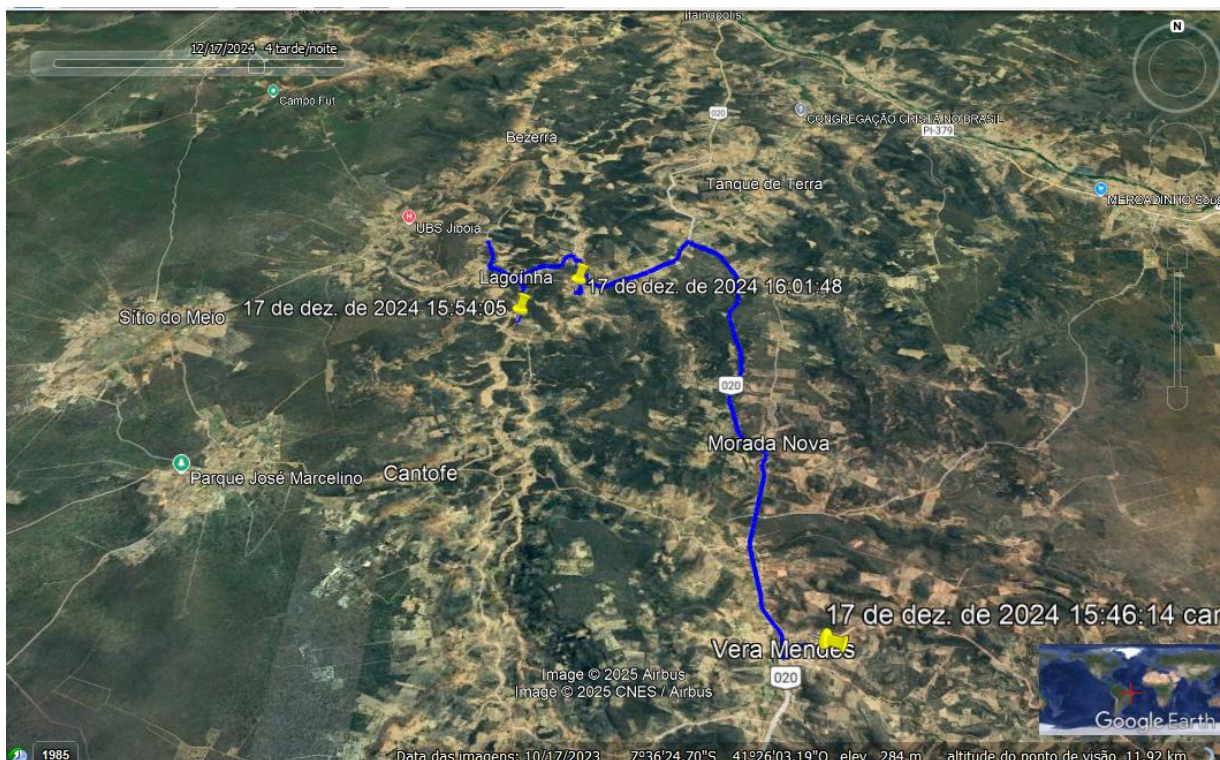 Itainópolis
12/17/2024 4 tarde/noite
Campo Fut
020
CONGREGAÇÃO CRISTÃ NO BRASIL
PI-379
Bezerra
Tanque de Terra
MERCADINHO Sous
H
UBS Jiboia
Lagoinha
17 de dez. de 2024 16:01:48
17 de dez. de 2024 15:54:05
Sítio do Meio
020
Morada Nova
Cantofe
Parque José Marcelino
17 de dez. de 2024 15:46:14 car
Vera Mendes
020
Image © 2025 Airbus
Image © 2025 CNES / Airbus
N
Google Earth
1985
Data das imagens: 10/17/2023 7°36'24.70"S 41°26'03.19"O elev 284 m altitude do ponto de visão 11.92 km